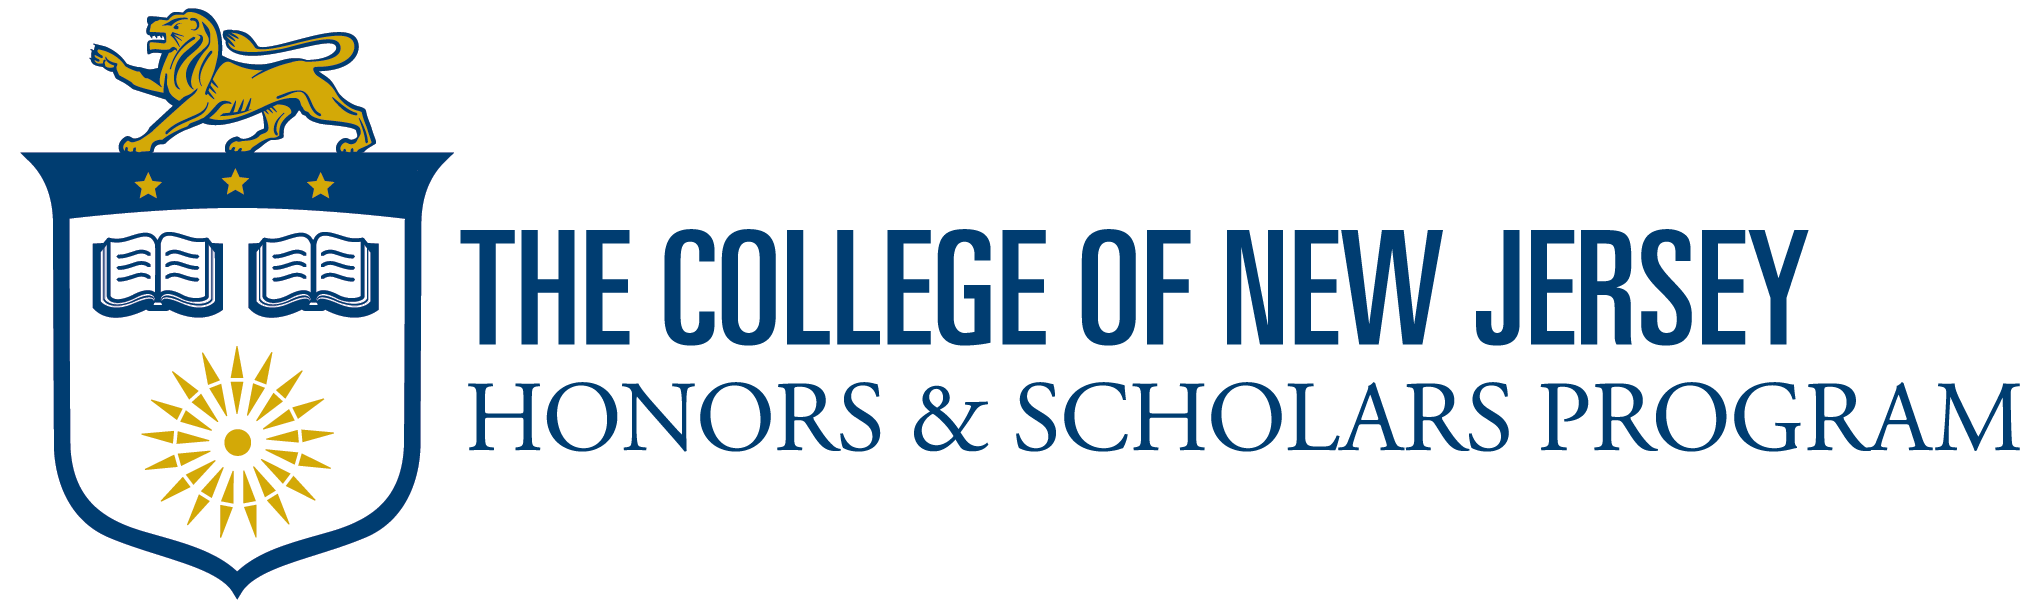 THE COLLEGE OF NEW JERSEY
HONORS & SCHOLARS PROGRAM